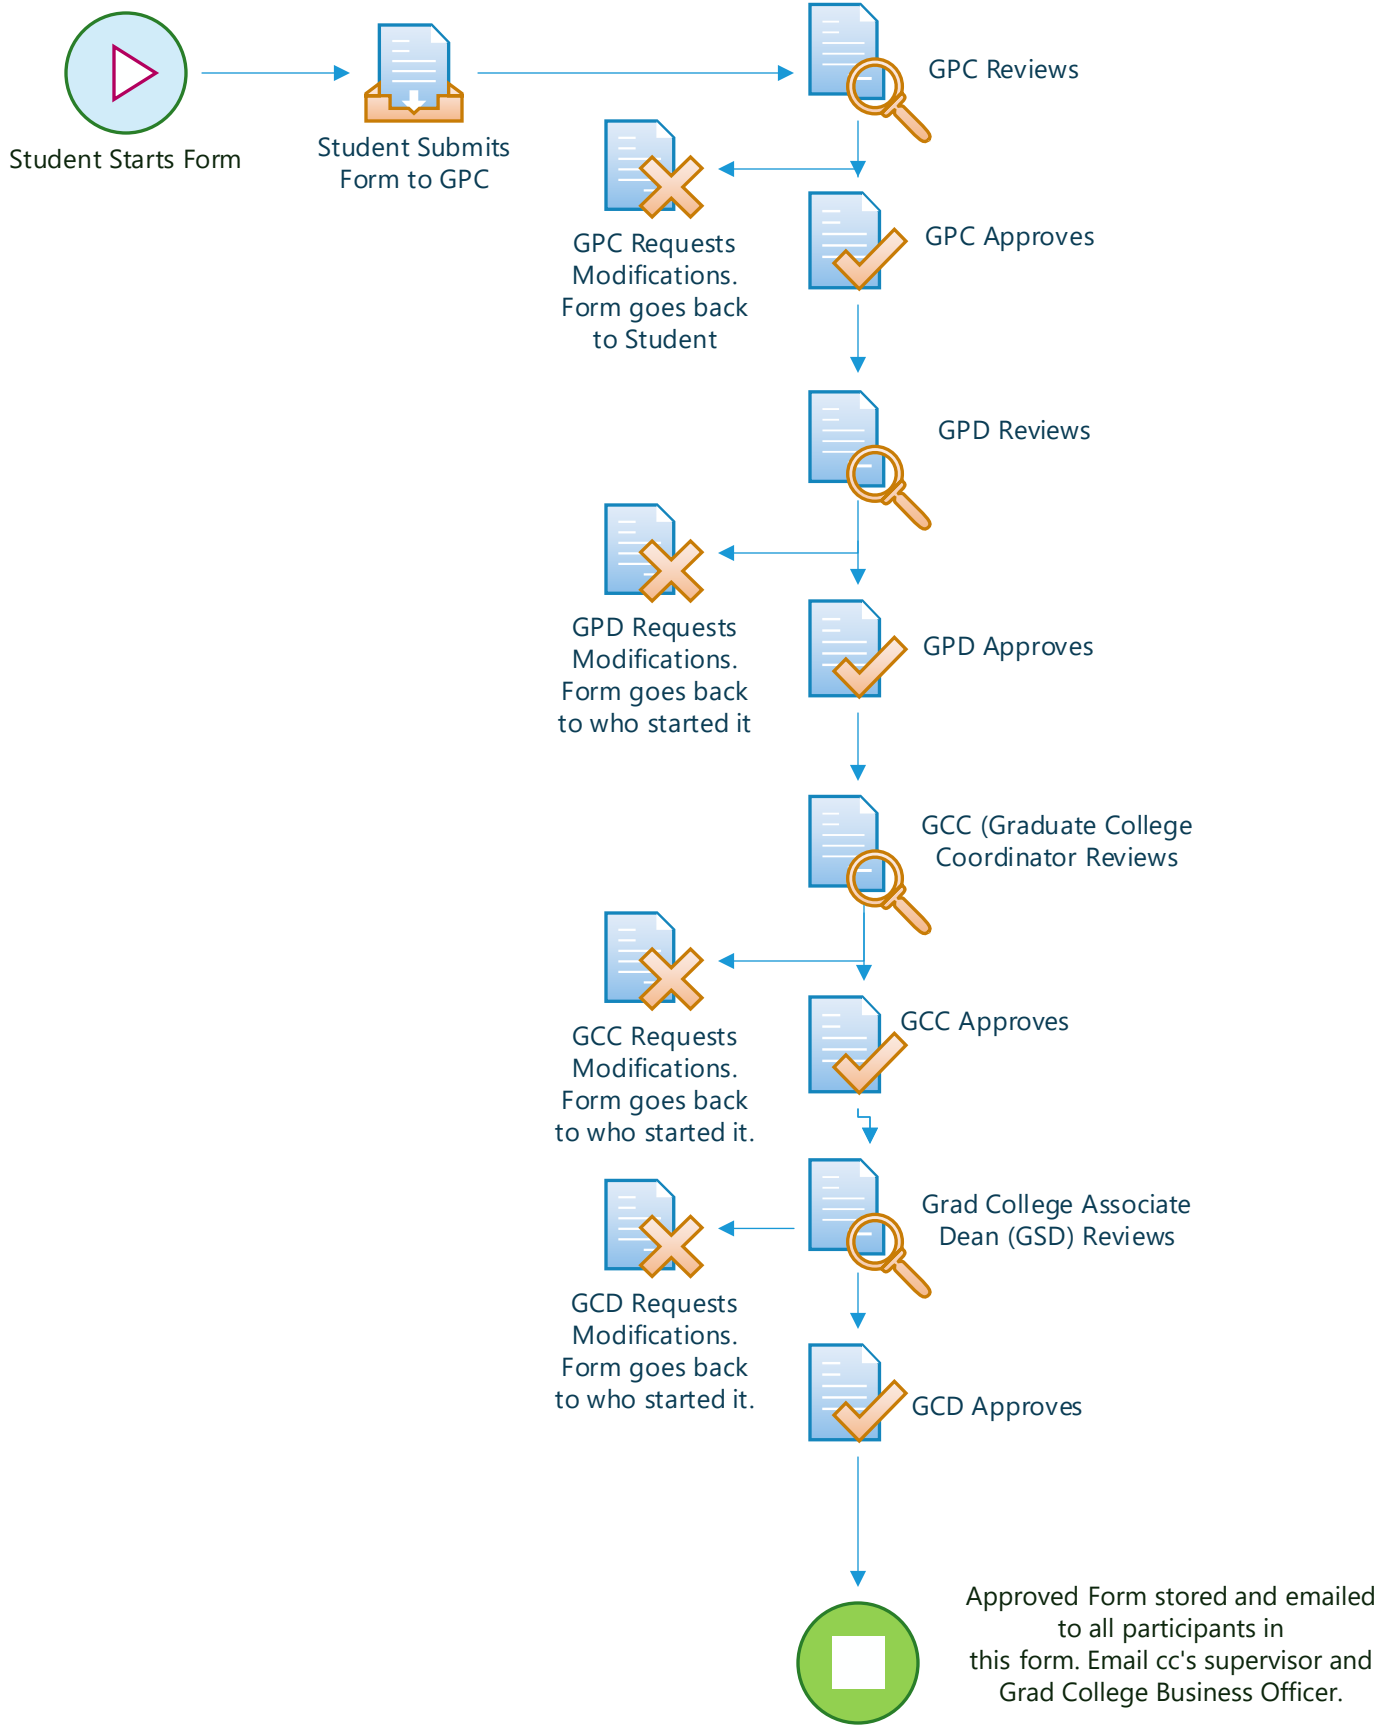 Student Starts Form
Student Submits
Form to GPC
GPC Reviews
GPC Requests
Modifications.
Form goes back
to Student
GPC Approves
GPD Reviews
GPD Requests
Modifications.
Form goes back
to who started it
GPD Approves
GCC (Graduate College
Coordinator Reviews
GCC Requests
Modifications.
Form goes back
to who started it.
GCC Approves
Grad College Associate
Dean (GSD) Reviews
GCD Requests
Modifications.
Form goes back
to who started it.
GCD Approves
Approved Form stored and emailed
to all participants in
this form. Email cc's supervisor and
Grad College Business Officer.